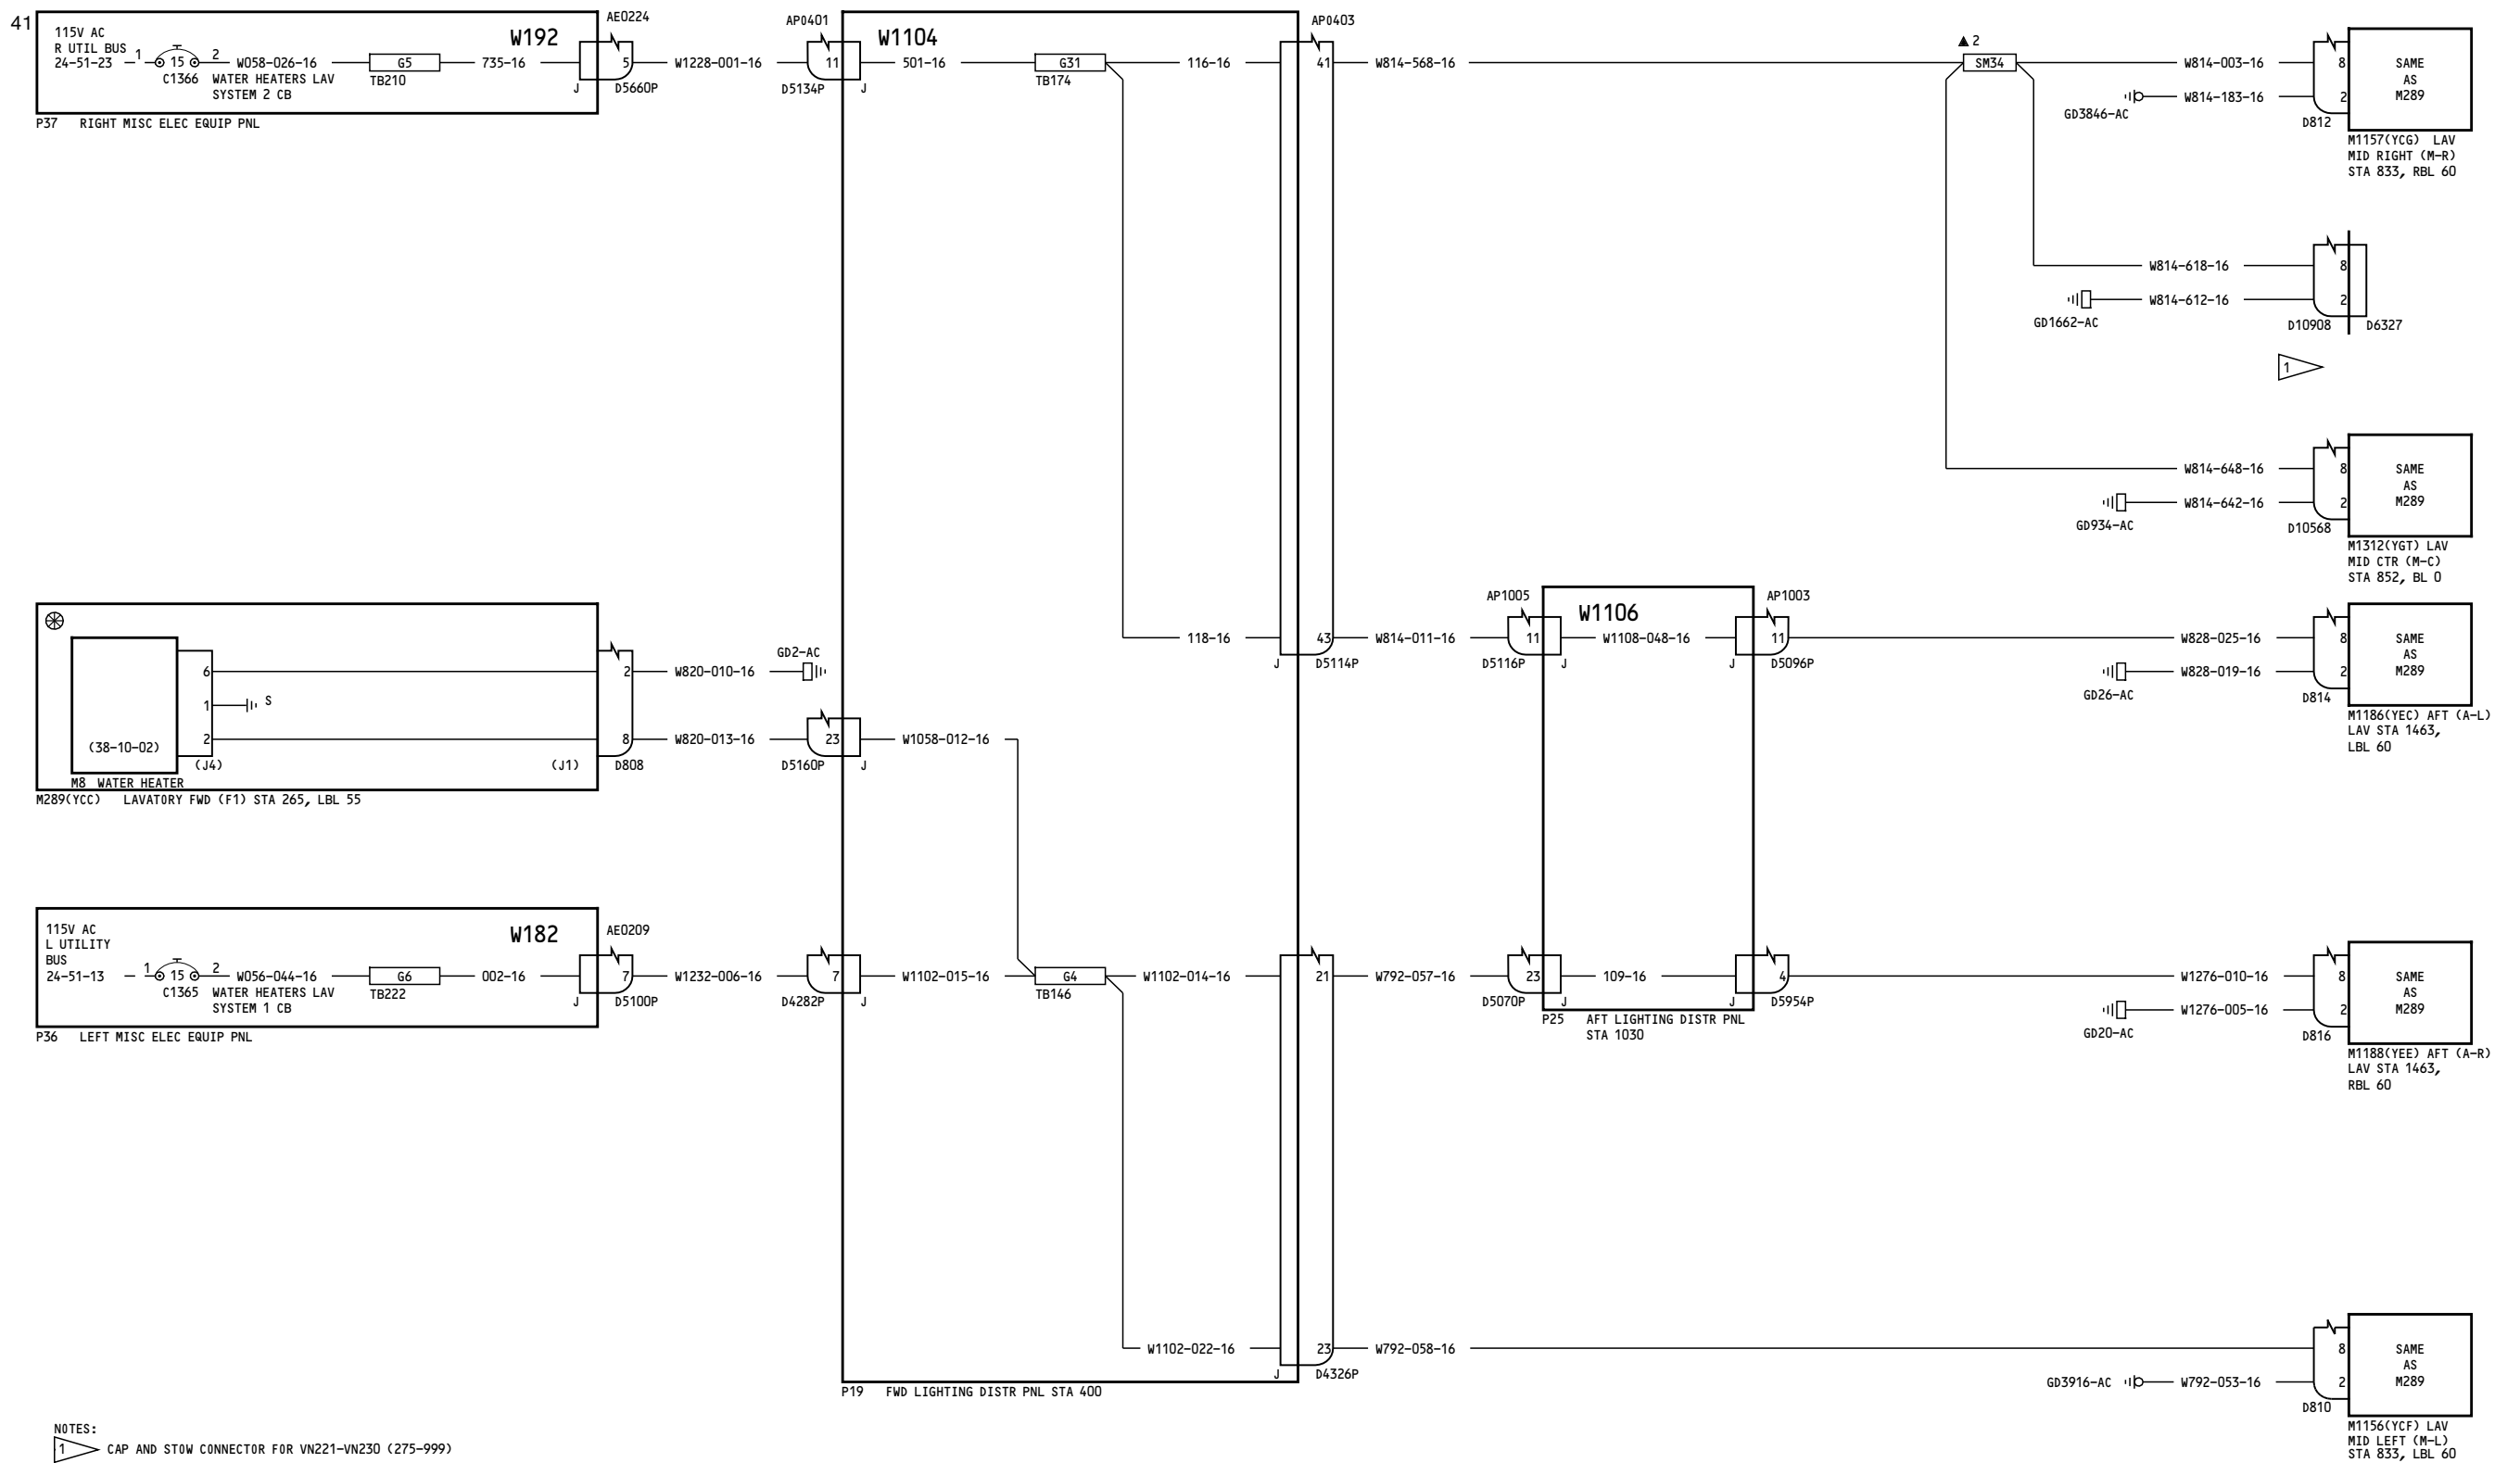 41
115V AC
R UTIL BUS
24-51-23
1
15
2
C1366
W058-026-16
WATER HEATERS LAV
SYSTEM 2 CB
G5
TB210
735-16
W192
AE0224
5
J
D5660P
P37 RIGHT MISC ELEC EQUIP PNL
W1228-001-16
AP0401
11
D5134P
J
W1104
501-16
G31
TB174
116-16
AP0403
41
W814-568-16
▲ 2
SM34
W814-003-16
8
GD3846-AC
W814-183-16
2
D812
SAME
AS
M289
M1157(YCG) LAV
MID RIGHT (M-R)
STA 833, RBL 60
W814-618-16
8
GD1662-AC
W814-612-16
2
D10908
D6327
1
W814-648-16
8
GD934-AC
W814-642-16
2
D10568
SAME
AS
M289
M1312(YGT) LAV
MID CTR (M-C)
STA 852, BL 0
118-16
43
J
D5114P
W814-011-16
AP1005
11
D5116P
J
W1106
W1108-048-16
AP1003
11
J
D5096P
W828-025-16
8
GD26-AC
W828-019-16
2
D814
SAME
AS
M289
M1186(YEC) AFT (A-L)
LAV STA 1463,
LBL 60
(38-10-02)
6
1
S
2
(J4)
M8 WATER HEATER
(J1)
2
8
D808
M289(YCC) LAVATORY FWD (F1) STA 265, LBL 55
W820-010-16
GD2-AC
W820-013-16
23
D5160P
J
W1058-012-16
115V AC
L UTILITY
BUS
24-51-13
1
15
2
C1365
W056-044-16
WATER HEATERS LAV
SYSTEM 1 CB
G6
TB222
002-16
W182
AE0209
7
J
D5100P
P36 LEFT MISC ELEC EQUIP PNL
W1232-006-16
7
D4282P
J
W1102-015-16
G4
TB146
W1102-014-16
21
W792-057-16
23
D5070P
J
109-16
4
J
D5954P
P25 AFT LIGHTING DISTR PNL
STA 1030
W1276-010-16
8
GD20-AC
W1276-005-16
2
D816
SAME
AS
M289
M1188(YEE) AFT (A-R)
LAV STA 1463,
RBL 60
W1102-022-16
23
J
D4326P
P19 FWD LIGHTING DISTR PNL STA 400
W792-058-16
8
GD3916-AC
W792-053-16
2
D810
SAME
AS
M289
M1156(YCF) LAV
MID LEFT (M-L)
STA 833, LBL 60
NOTES:
1 CAP AND STOW CONNECTOR FOR VN221-VN230 (275-999)